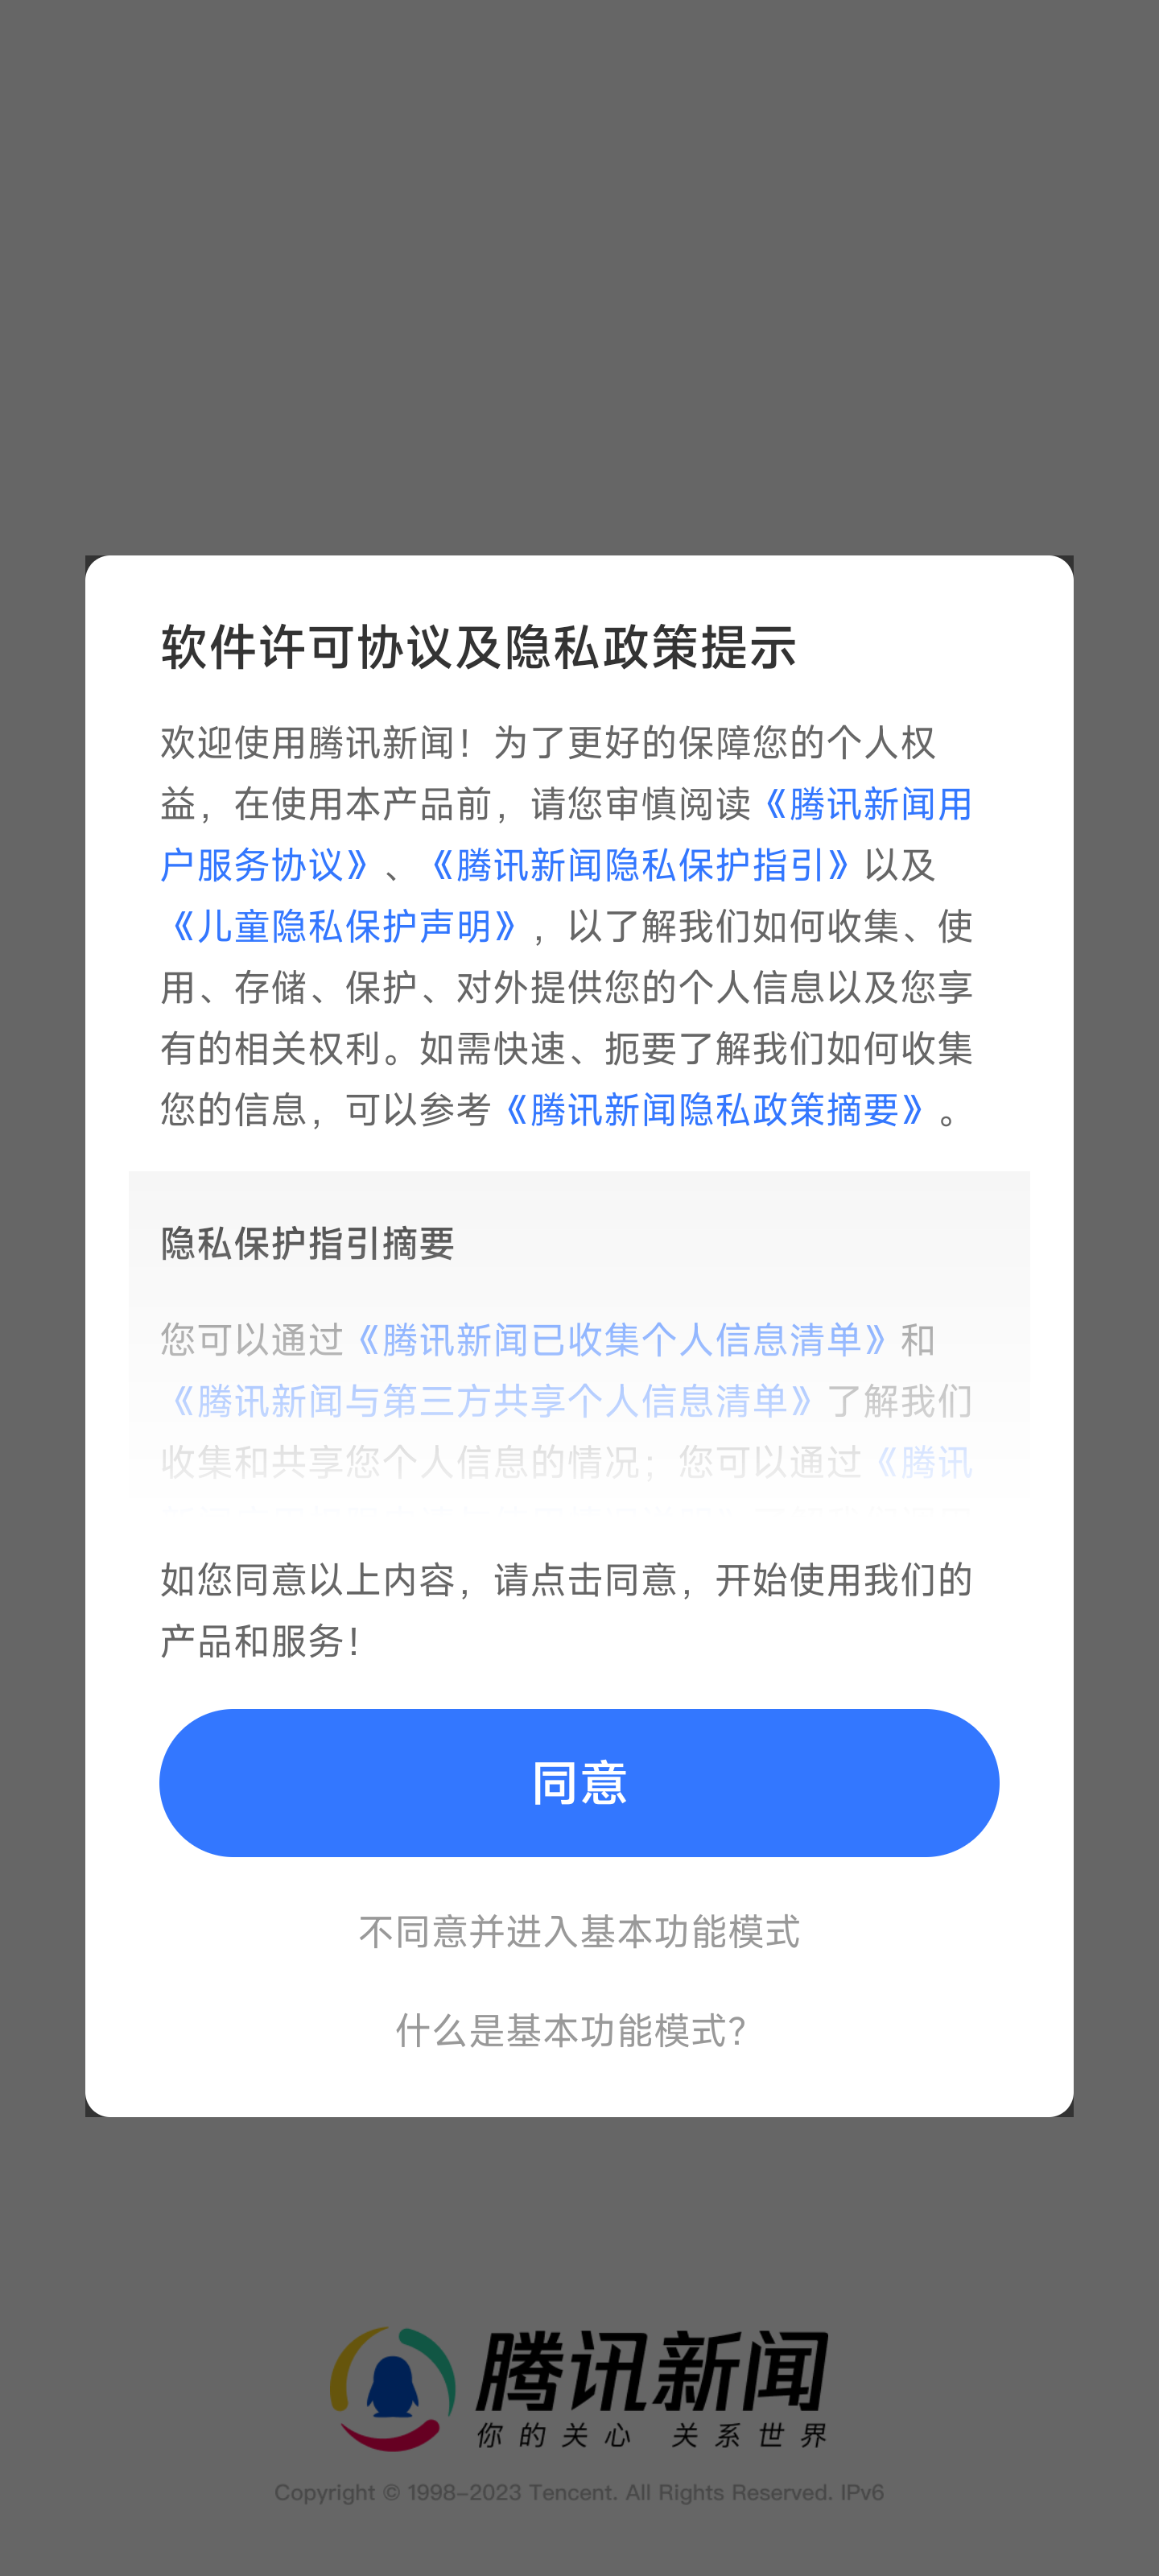 软件许可协议及隐私政策提示
欢迎使用腾讯新闻！为了更好的保障您的个人权
益，在使用本产品前，请您审慎阅读《腾讯新闻用
户服务协议》、《腾讯新闻隐私保护指引》以及
《儿童隐私保护声明》，以了解我们如何收集、使
用、存储、保护、对外提供您的个人信息以及您享
有的相关权利。如需快速、扼要了解我们如何收集
您的信息，可以参考《腾讯新闻隐私政策摘要》。
隐私保护指引摘要
您可以通过《腾讯新闻已收集个人信息清单》和
《腾讯新闻与第三方共享个人信息清单》了解我们
收集和共享您个人信息的情况；您可以通过《腾讯
如您同意以上内容，请点击同意，开始使用我们的
产品和服务！
同意
不同意并进入基本功能模式
什么是基本功能模式？
腾讯新闻
你的关心 关系世界
Copyright © 1998-2023 Tencent. All Rights Reserved. IPv6